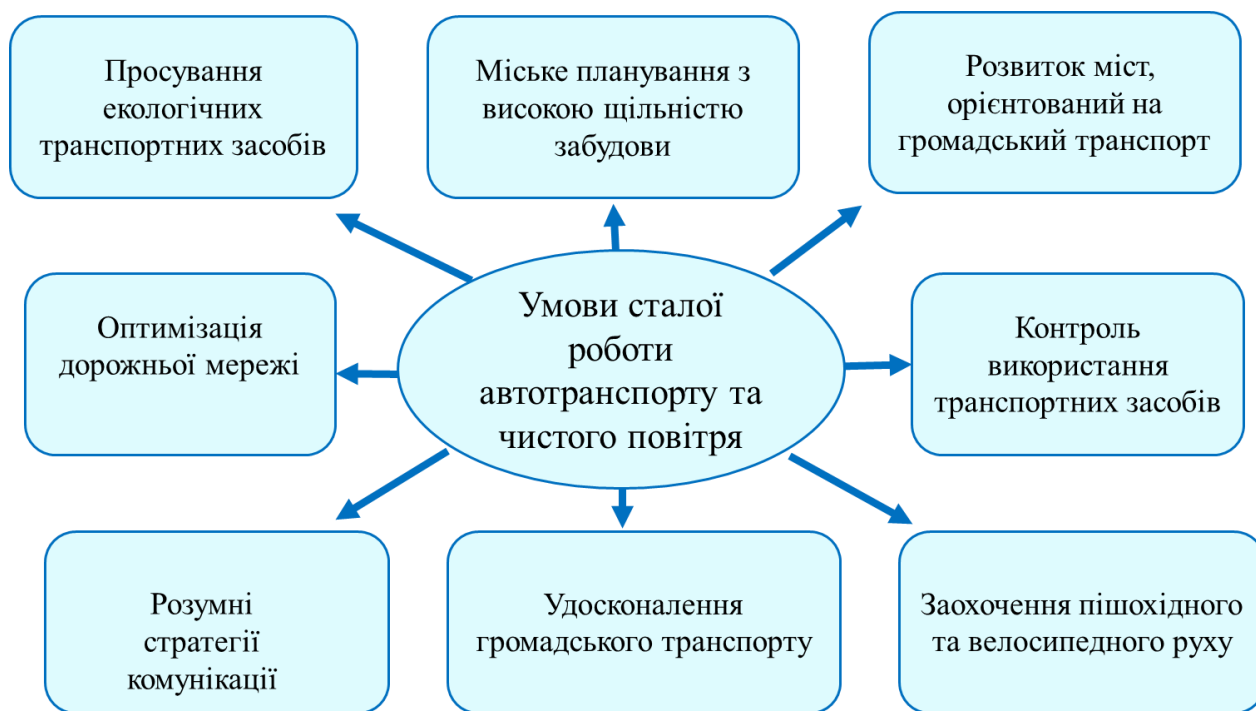 Просування
екологічних
транспортних засобів
Міське планування з
високою щільністю
забудови
Розвиток міст,
орієнтований на
громадський транспорт
Оптимізація
дорожньої мережі
Умови сталої
роботи
автотранспорту та
чистого повітря
Контроль
використання
транспортних засобів
Розумні
стратегії
комунікації
Удосконалення
громадського транспорту
Заохочення пішохідного
та велосипедного руху